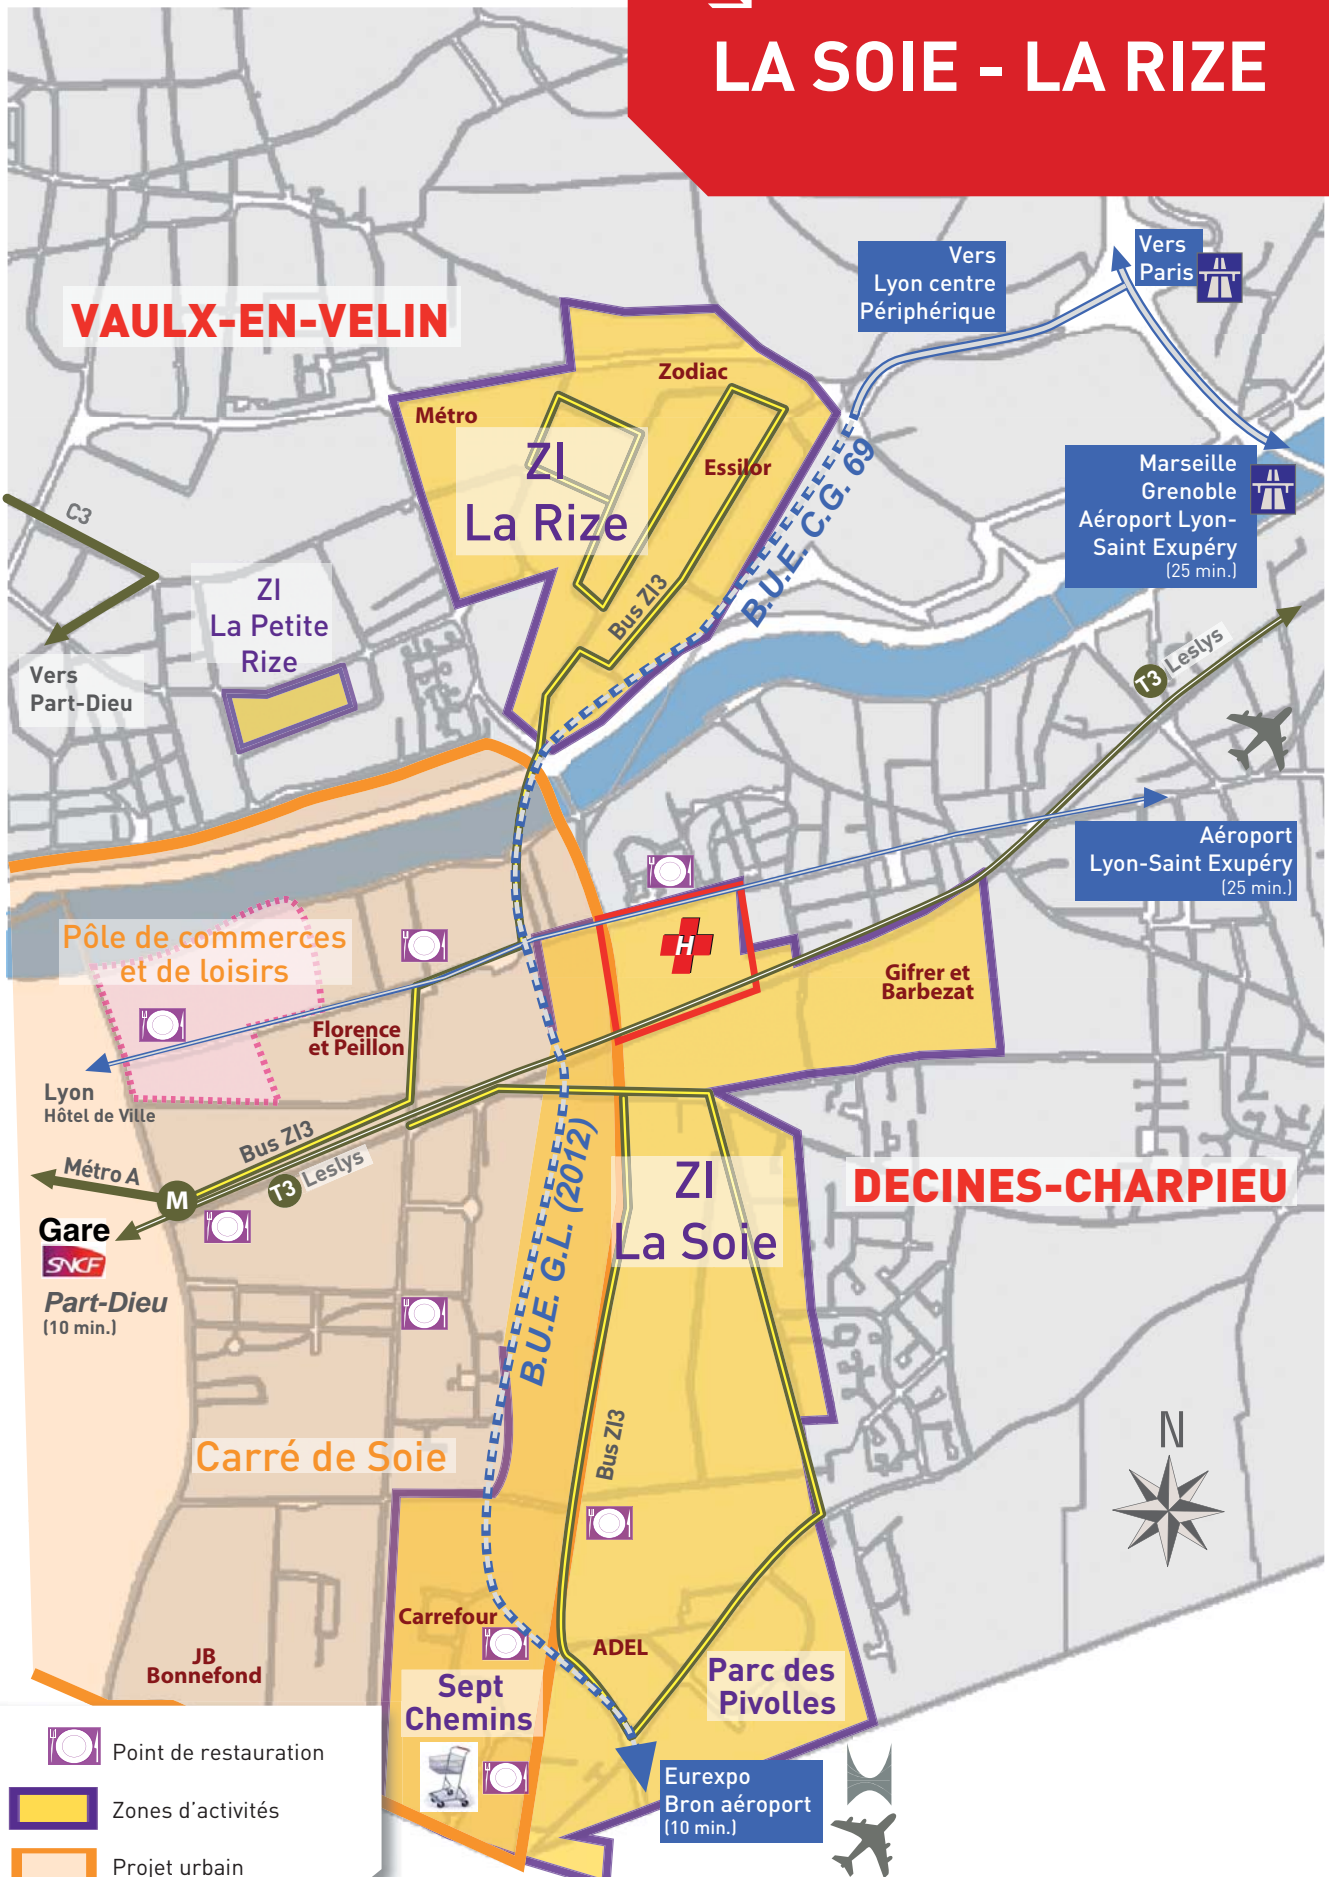 LA SOIE - LA RIZE
Vers
Lyon centre
Périphérique
Vers
Paris
VAULX-EN-VELIN
Zodiac
Métro
ZI
La Rize
Essilor
B.U.E. C.G. 69
Bus ZI3
Marseille
Grenoble
Aéroport Lyon-
Saint Exupéry
(25 min.)
C3
ZI
La Petite
Rize
Vers
Part-Dieu
T3 Leslys
Aéroport
Lyon-Saint Exupéry
(25 min.)
Pôle de commerces
et de loisirs
H
Gifrer et
Barbezat
Florence
et Peillon
Lyon
Hôtel de Ville
Bus ZI3
T3 Leslys
Métro A
M
Gare
SNCF
Part-Dieu
(10 min.)
B.U.E. G.L. (2012)
ZI
La Soie
DECINES-CHARPIEU
Carré de Soie
Bus ZI3
N
Carrefour
ADEL
JB
Bonnefond
Sept
Chemins
Parc des
Pivolles
Eurexpo
Bron aéroport
(10 min.)
Point de restauration
Zones d'activités
Projet urbain